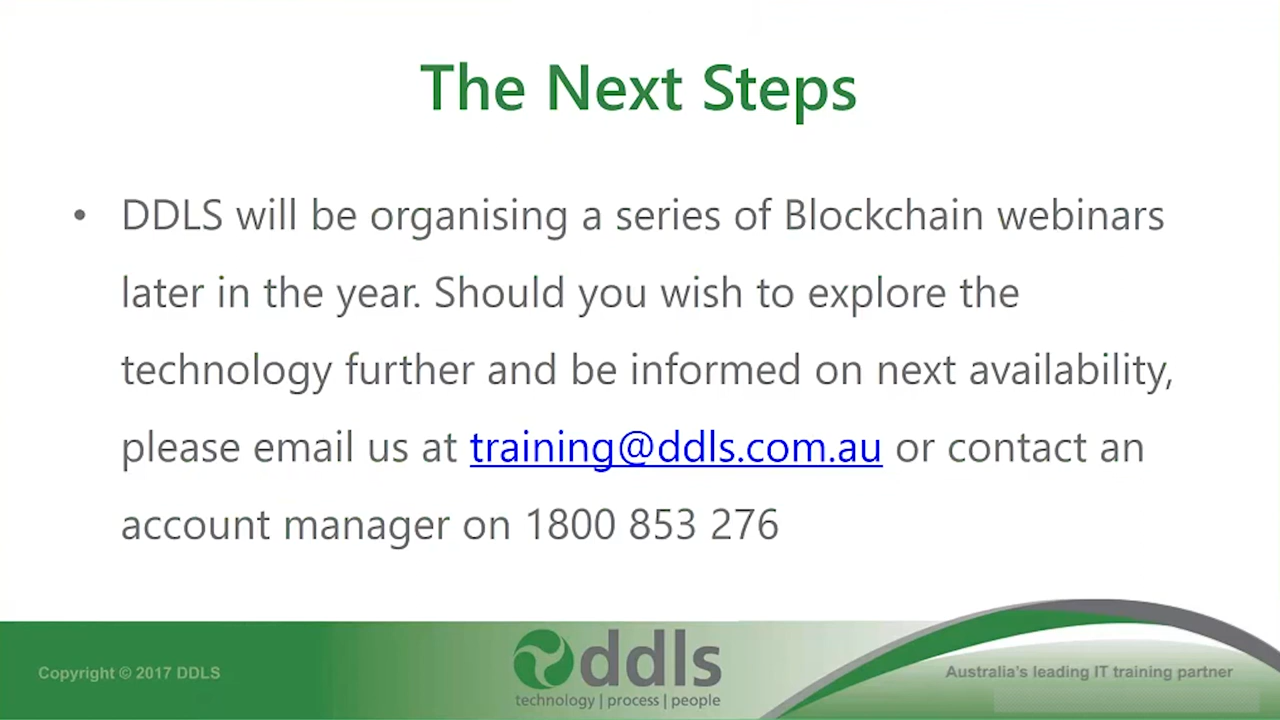 The Next Steps
• DDLS will be organising a series of Blockchain webinars
later in the year. Should you wish to explore the
technology further and be informed on next availability,
please email us at training@ddls.com.au or contact an
account manager on 1800 853 276
Copyright © 2017 DDLS
ddls
technology | process | people
Australia's leading IT training partner